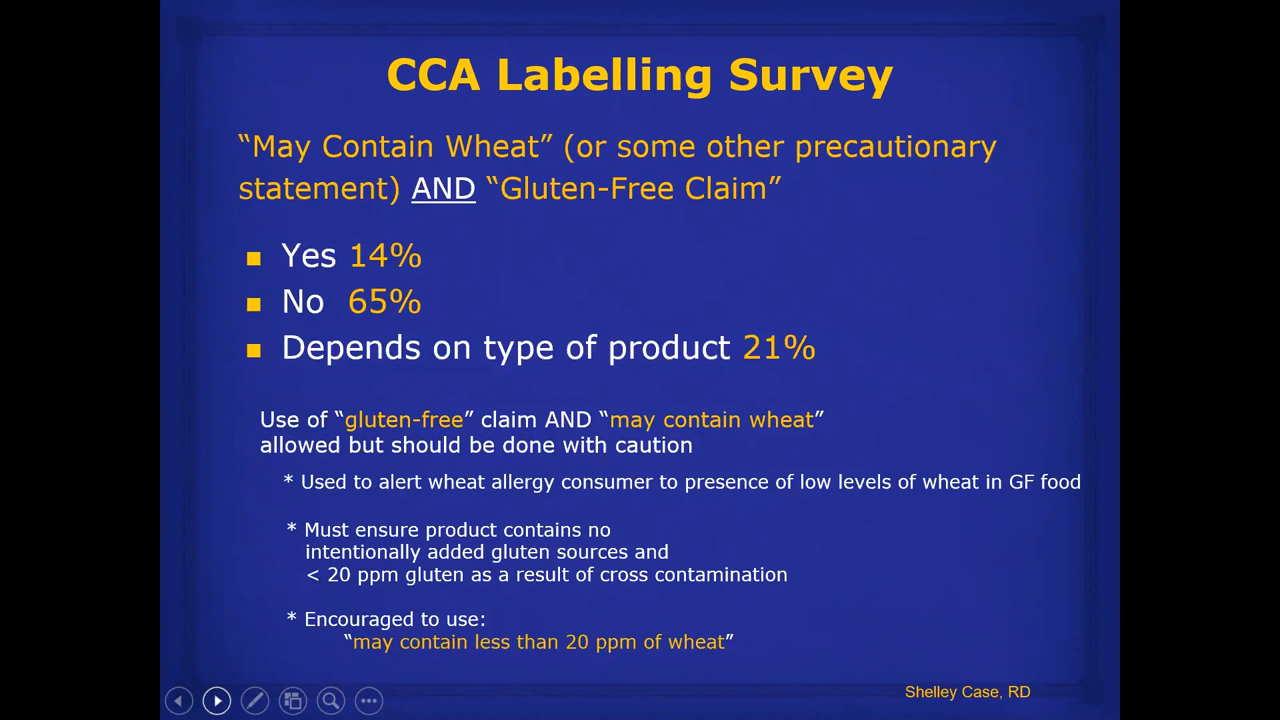 CCA Labelling Survey
“May Contain Wheat” (or some other precautionary
statement) AND “Gluten-Free Claim”
Yes 14%
No 65%
Depends on type of product 21%
Use of “gluten-free” claim AND “may contain wheat”
allowed but should be done with caution
* Used to alert wheat allergy consumer to presence of low levels of wheat in GF food
* Must ensure product contains no
intentionally added gluten sources and
< 20 ppm gluten as a result of cross contamination
* Encouraged to use:
“may contain less than 20 ppm of wheat”
Shelley Case, RD